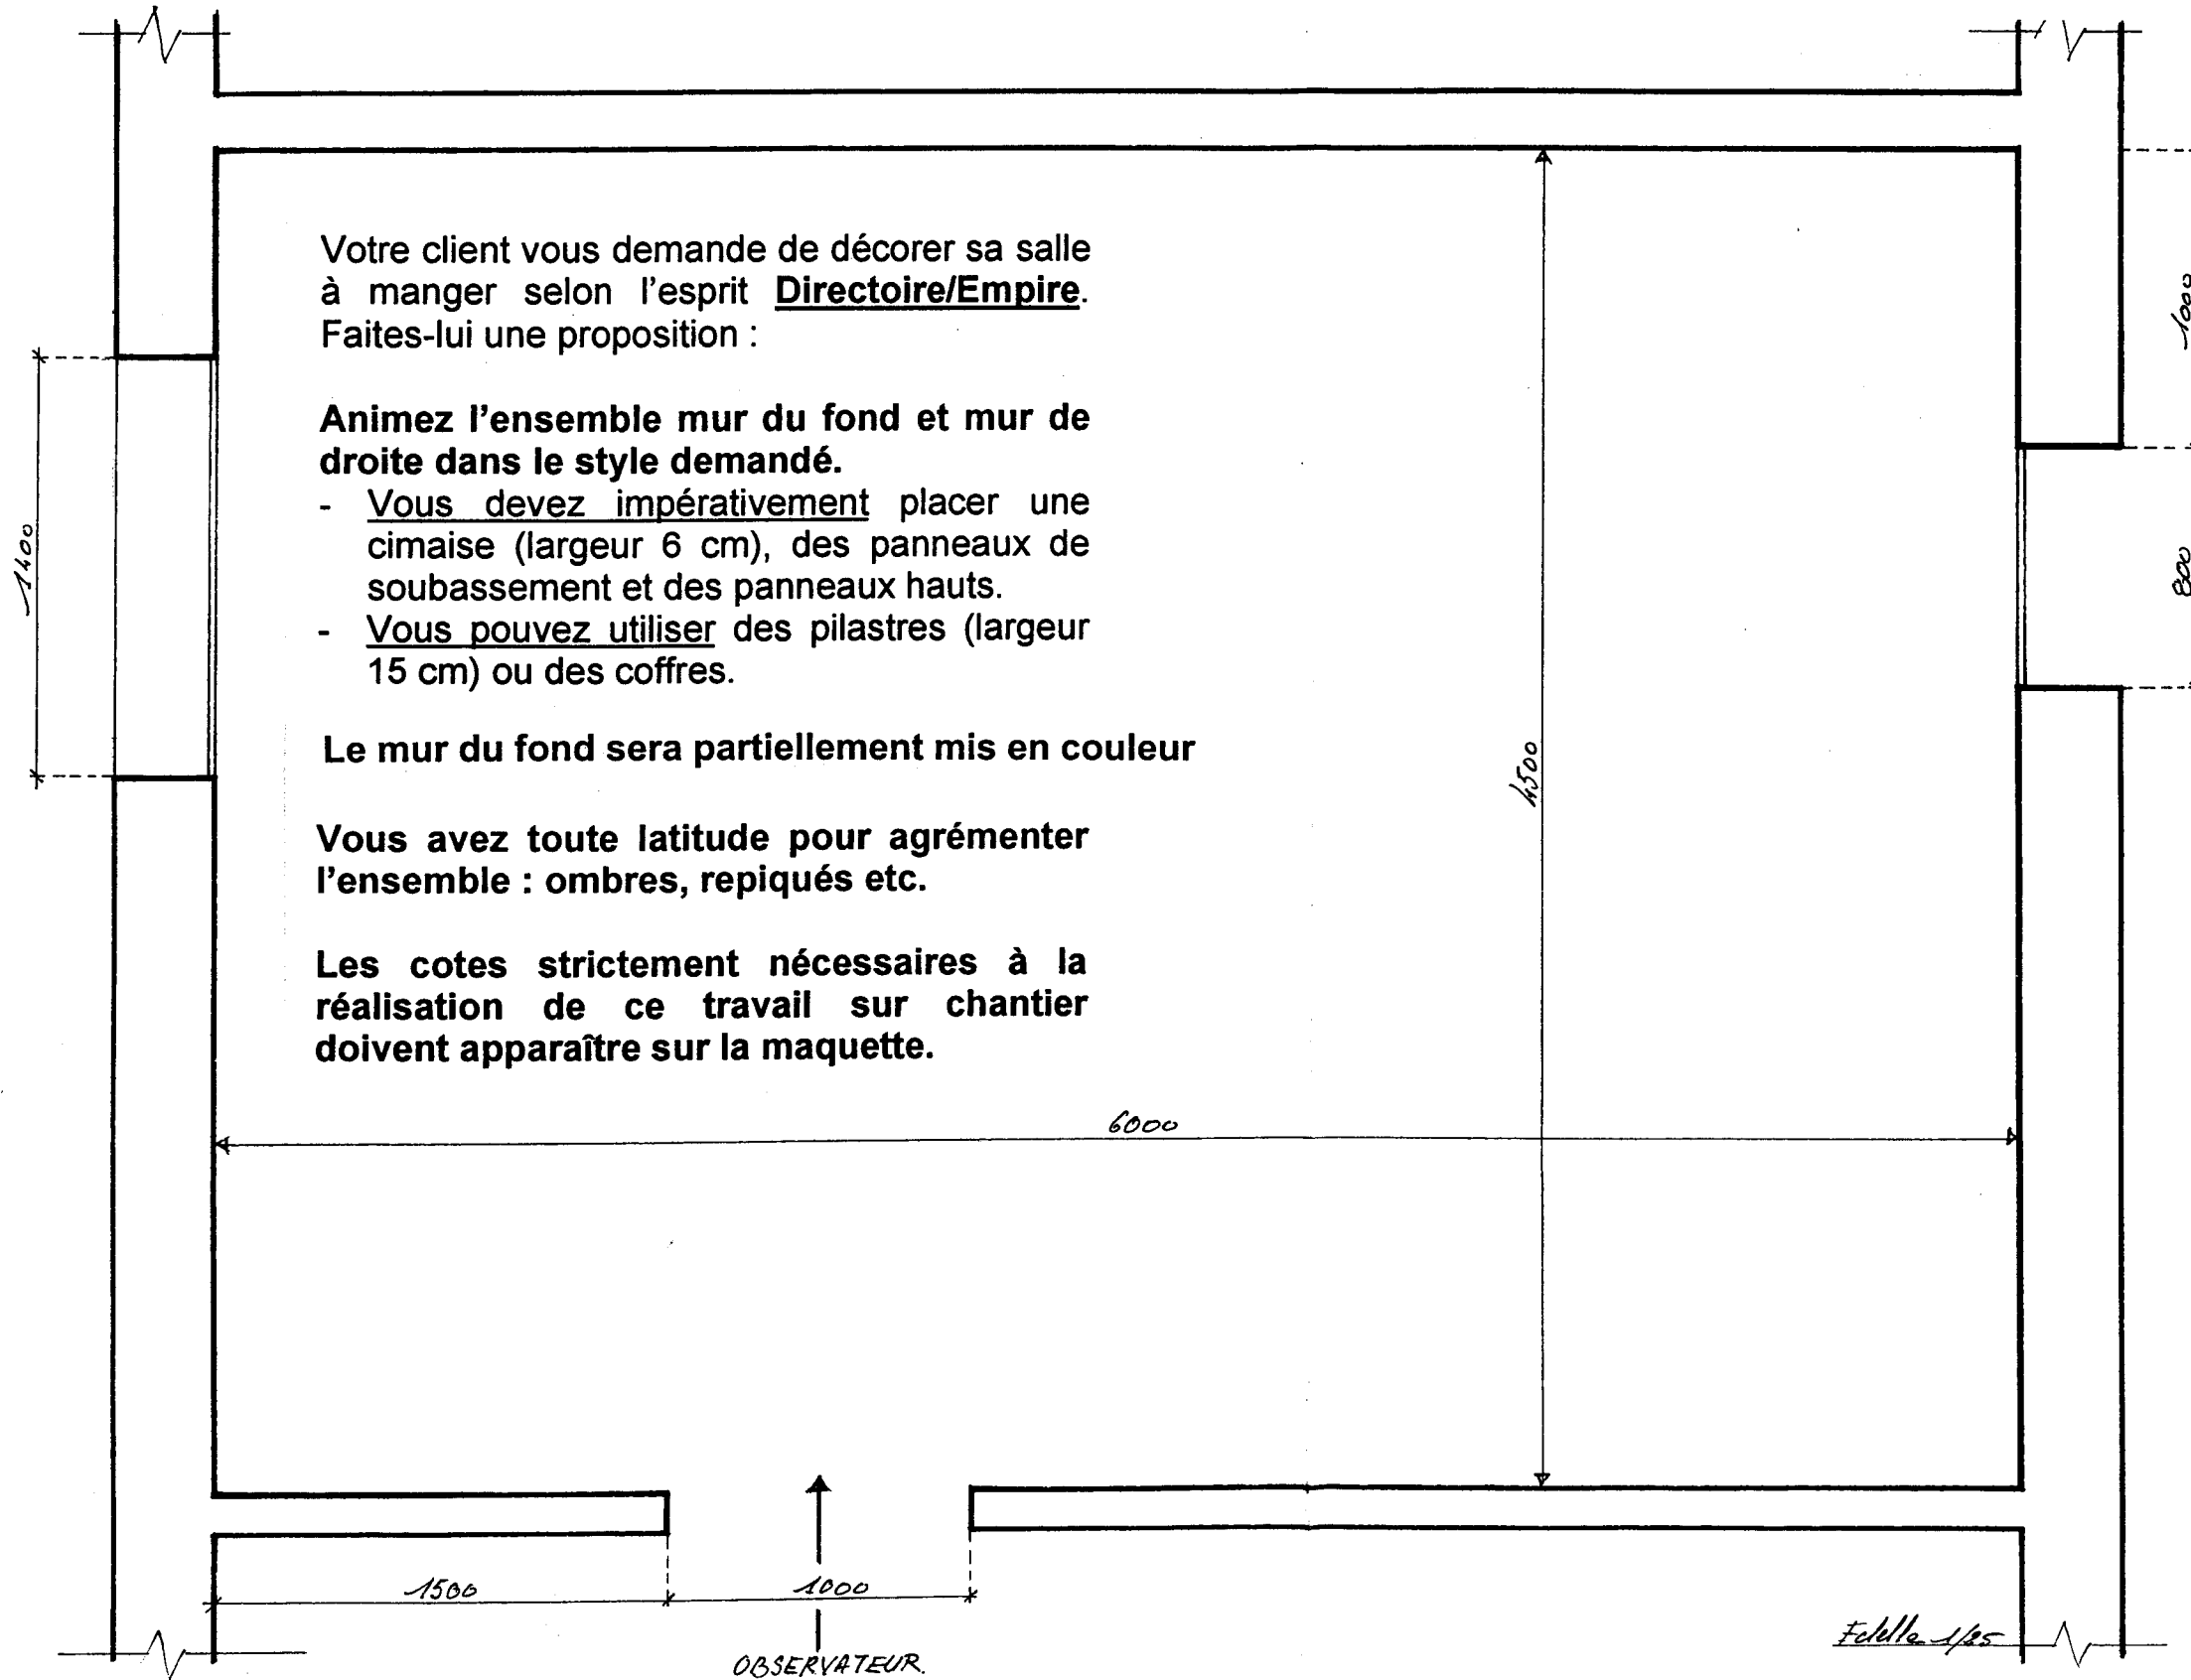 Votre client vous demande de décorer sa salle
à manger selon l'esprit Directoire/Empire.
Faites-lui une proposition :
Animez l'ensemble mur du fond et mur de
droite dans le style demandé.
- Vous devez impérativement placer une
cimaise (largeur 6 cm), des panneaux de
soubassement et des panneaux hauts.
- Vous pouvez utiliser des pilastres (largeur
15 cm) ou des coffres.
Le mur du fond sera partiellement mis en couleur
Vous avez toute latitude pour agrémenter
l'ensemble : ombres, repiqués etc.
Les cotes strictement nécessaires à la
réalisation de ce travail sur chantier
doivent apparaître sur la maquette.
1400
1000
800
4500
6000
1500
1000
OBSERVATEUR.
Echelle 1/25